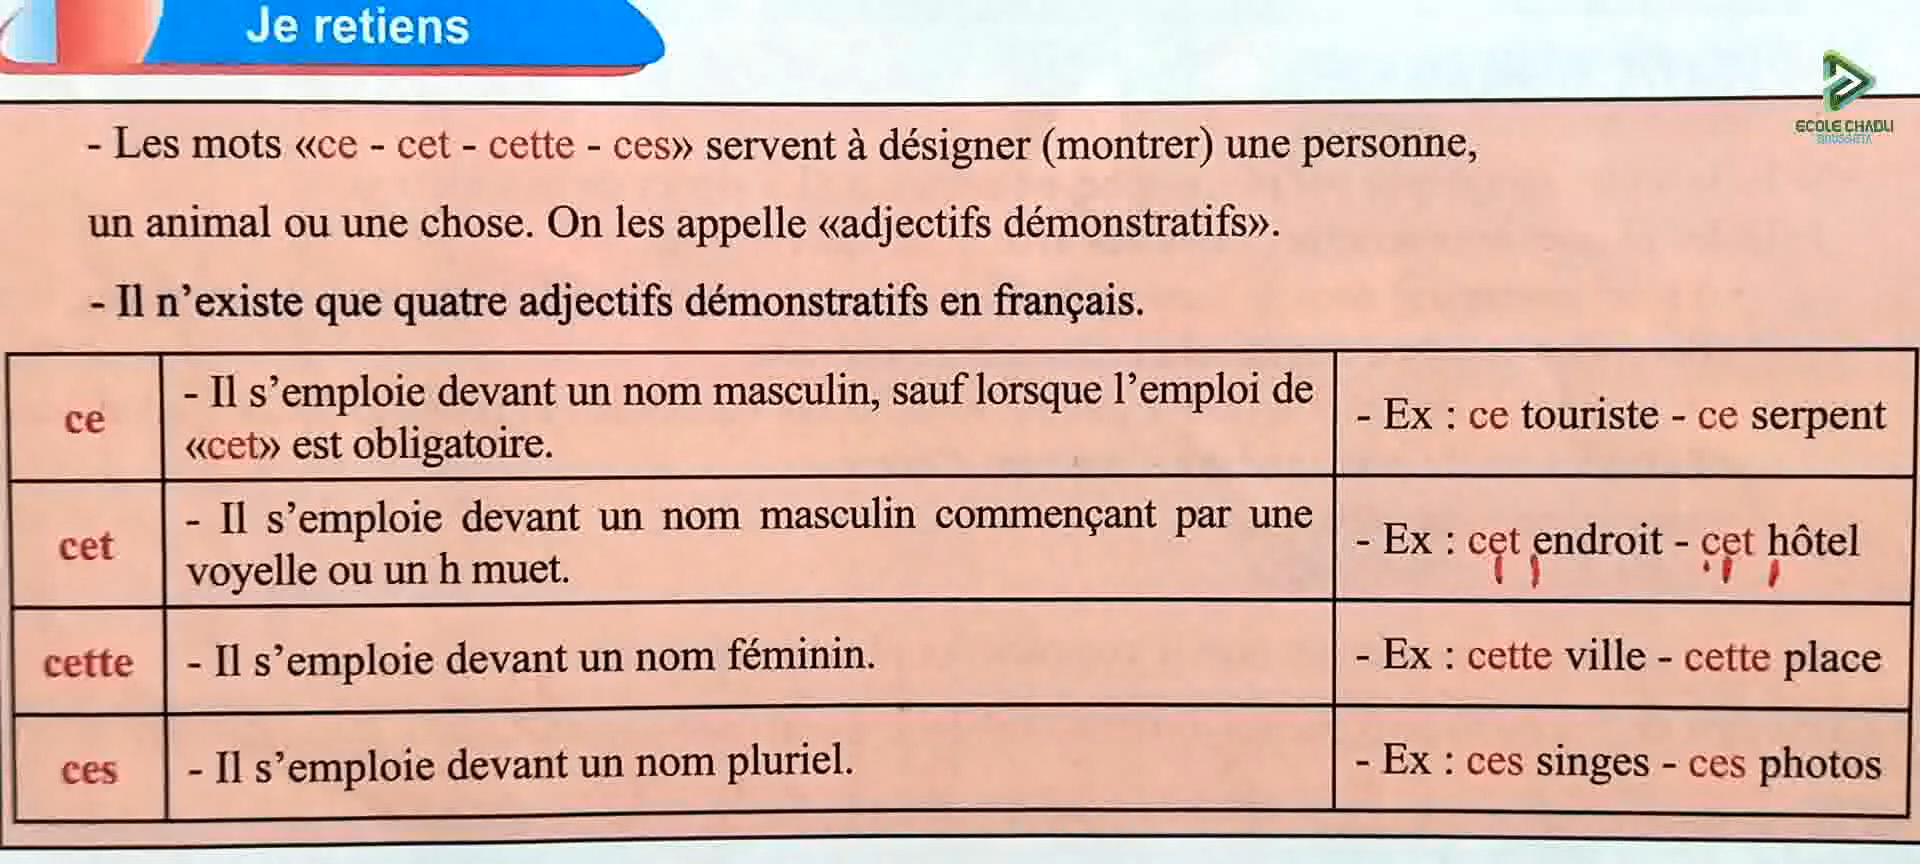 Je retiens
ECOLE CHADLI
BOUSSHETA
- Les mots «ce - cet - cette - ces» servent à désigner (montrer) une personne,
un animal ou une chose. On les appelle «adjectifs démonstratifs».
- Il n’existe que quatre adjectifs démonstratifs en français.
ce
- Il s’emploie devant un nom masculin, sauf lorsque l’emploi de
«cet» est obligatoire.
- Ex : ce touriste - ce serpent
cet
- Il s’emploie devant un nom masculin commençant par une
voyelle ou un h muet.
- Ex : cet endroit - cet hôtel
cette
- Il s’emploie devant un nom féminin.
- Ex : cette ville - cette place
ces
- Il s’emploie devant un nom pluriel.
- Ex : ces singes - ces photos